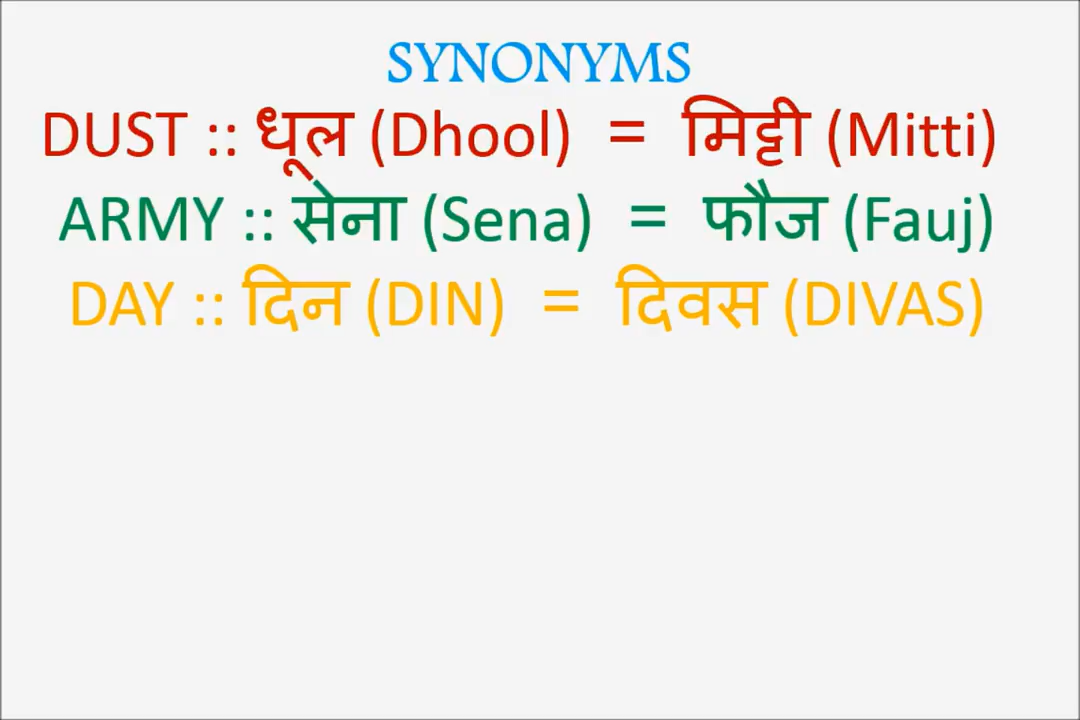 SYNONYMS
DUST :: धूल (Dhool) = मिट्टी (Mitti)
ARMY :: सेना (Sena) = फौज (Fauj)
DAY :: दिन (DIN) = दिवस (DIVAS)